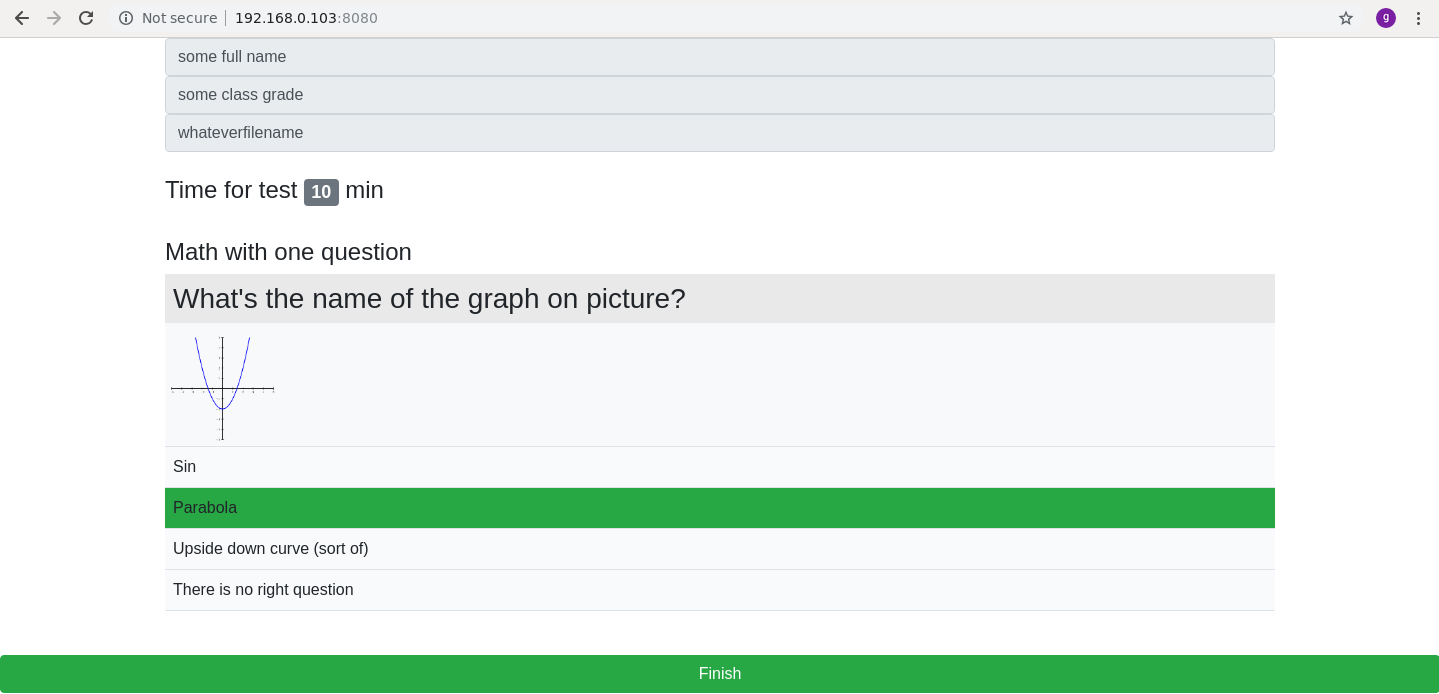 Not secure 192.168.0.103:8080
g
some full name
some class grade
whateverfilename
Time for test 10 min
Math with one question
What's the name of the graph on picture?
Sin
Parabola
Upside down curve (sort of)
There is no right question
Finish